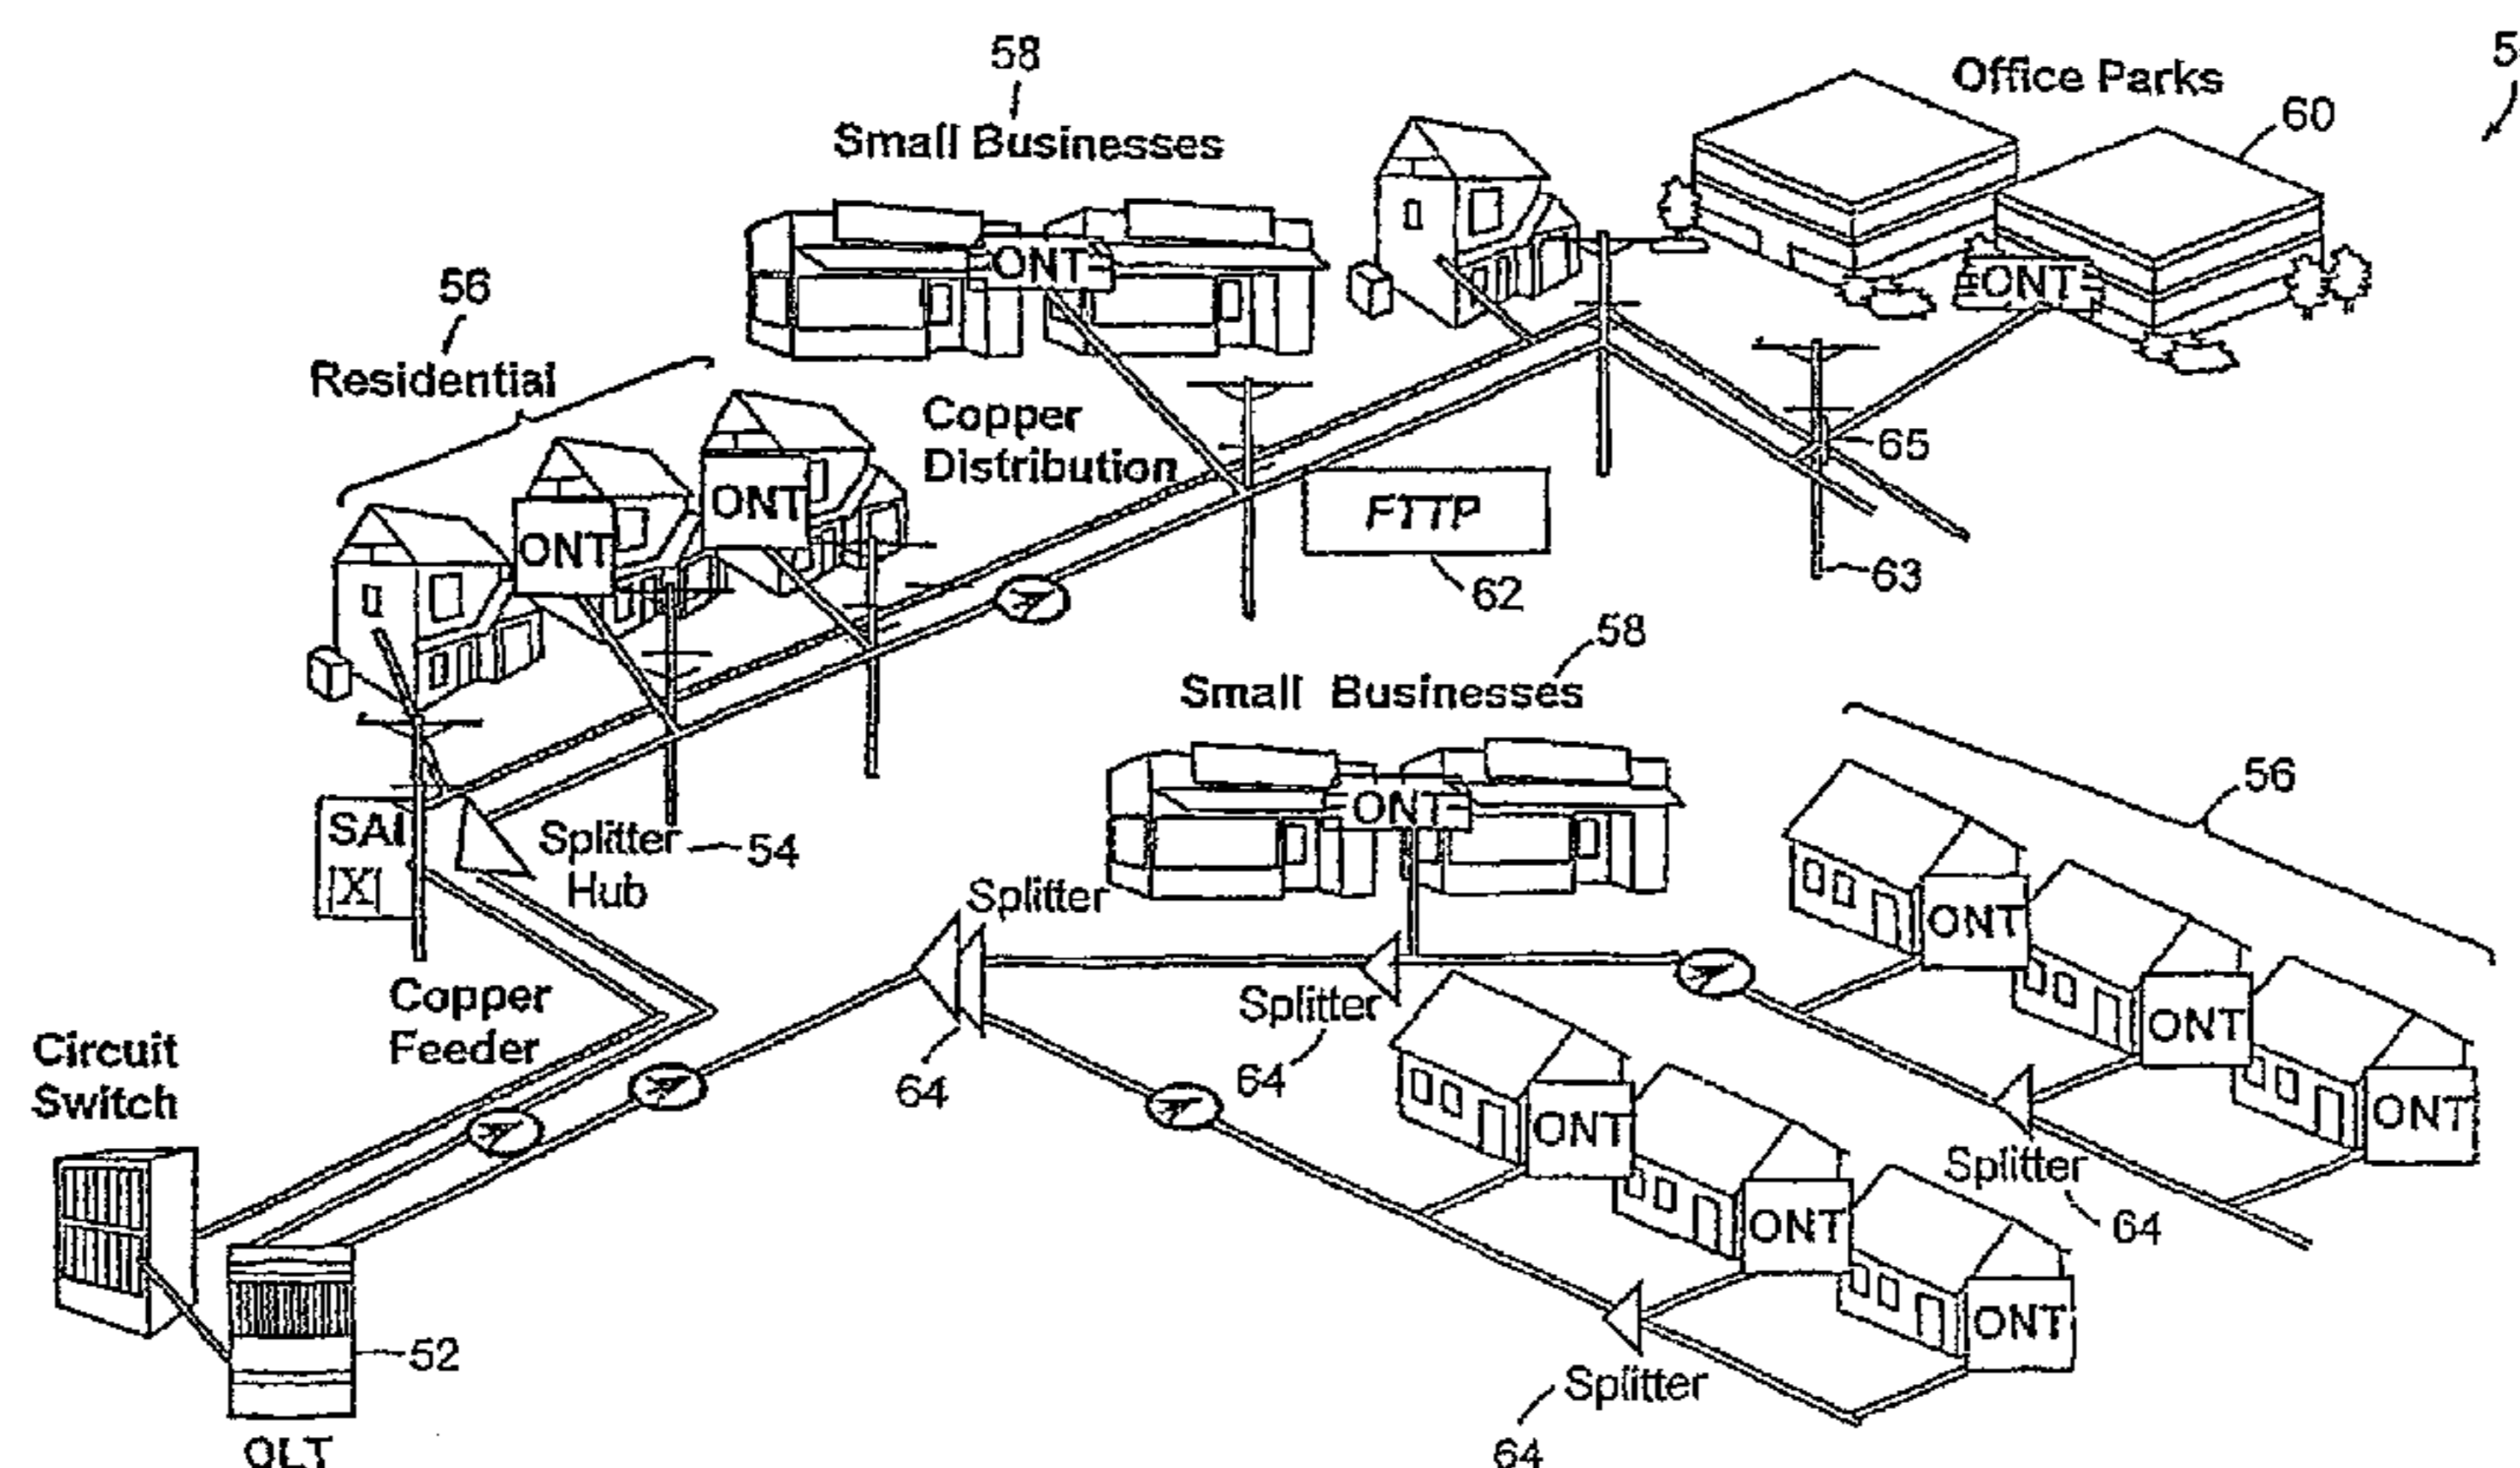 58
Small Businesses
Office Parks
5
60
ONT
ONT
56
Residential
Copper
Distribution
65
ONT
ONT
FTTP
62
63
58
Small Businesses
56
SAI
|X|
Splitter
Hub
54
ONT
Splitter
ONT
Copper
Feeder
Splitter
64
64
ONT
ONT
ONT
Circuit
Switch
Splitter
64
ONT
ONT
52
Splitter
64
OLT